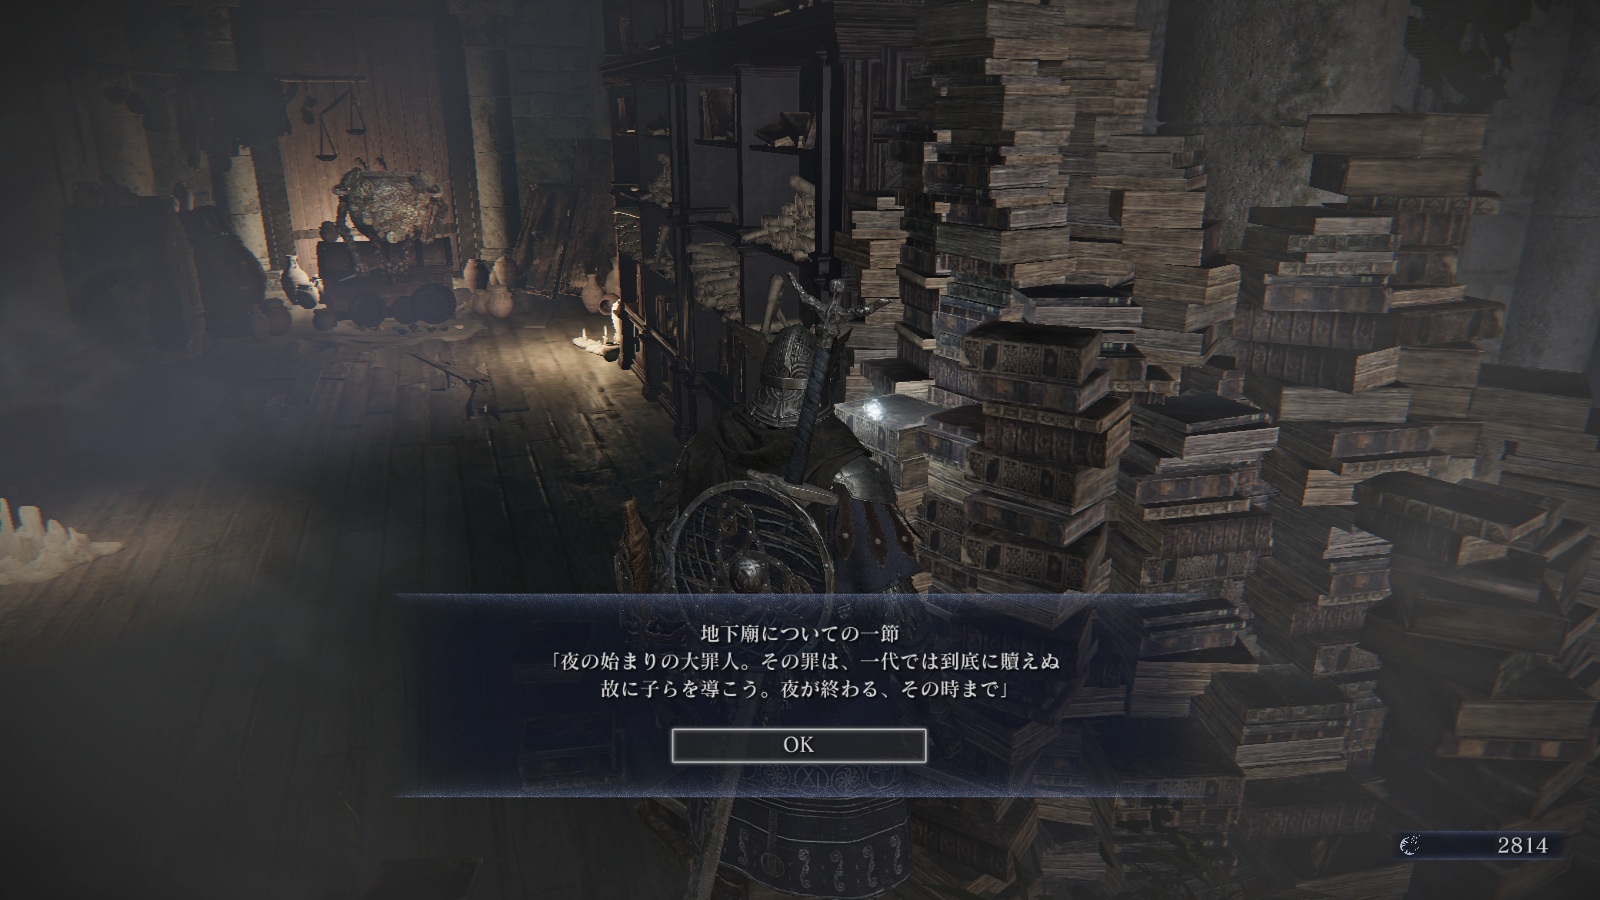 地下廟についての一節
「夜の始まりの大罪人。その罪は、一代では到底に贖えぬ
故に子らを導こう。夜が終わる、その時まで」
OK
2814